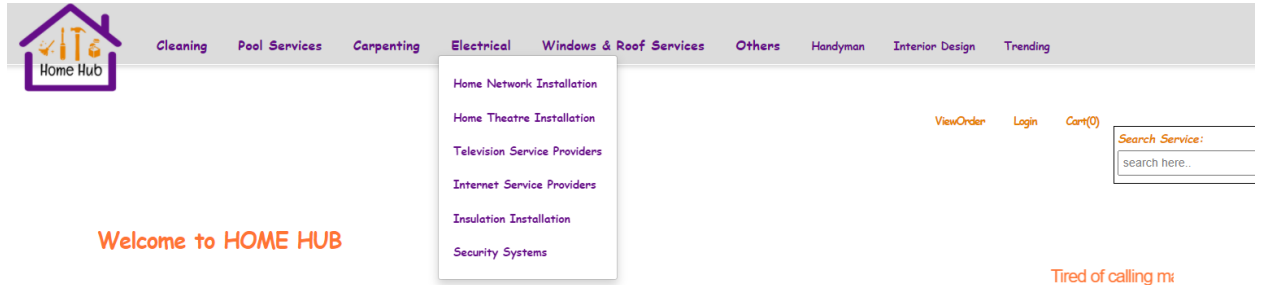 Home Hub
Cleaning Pool Services Carpenting Electrical Windows & Roof Services Others Handyman Interior Design Trending
Home Network Installation
Home Theatre Installation
Television Service Providers
Internet Service Providers
Insulation Installation
Security Systems
ViewOrder Login Cart(0)
Search Service:
search here..
Welcome to HOME HUB
Tired of calling